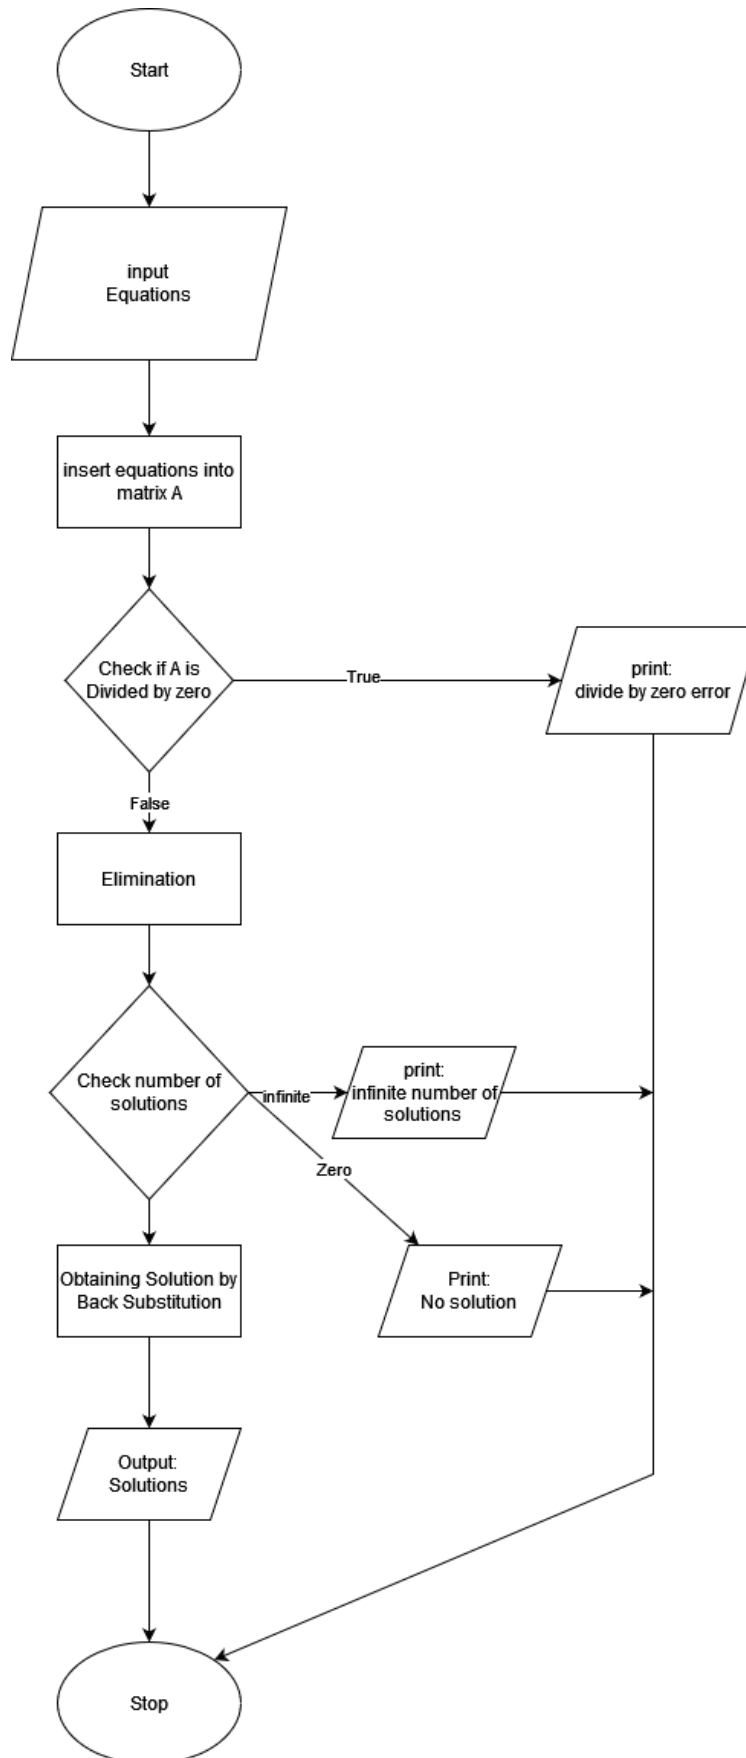 Start
input
Equations
insert equations into
matrix A
Check if A is
Divided by zero
True
print:
divide by zero error
False
Elimination
Check number of
solutions
infinite
print:
infinite number of
solutions
Zero
Obtaining Solution by
Back Substitution
Print:
No solution
Output:
Solutions
Stop